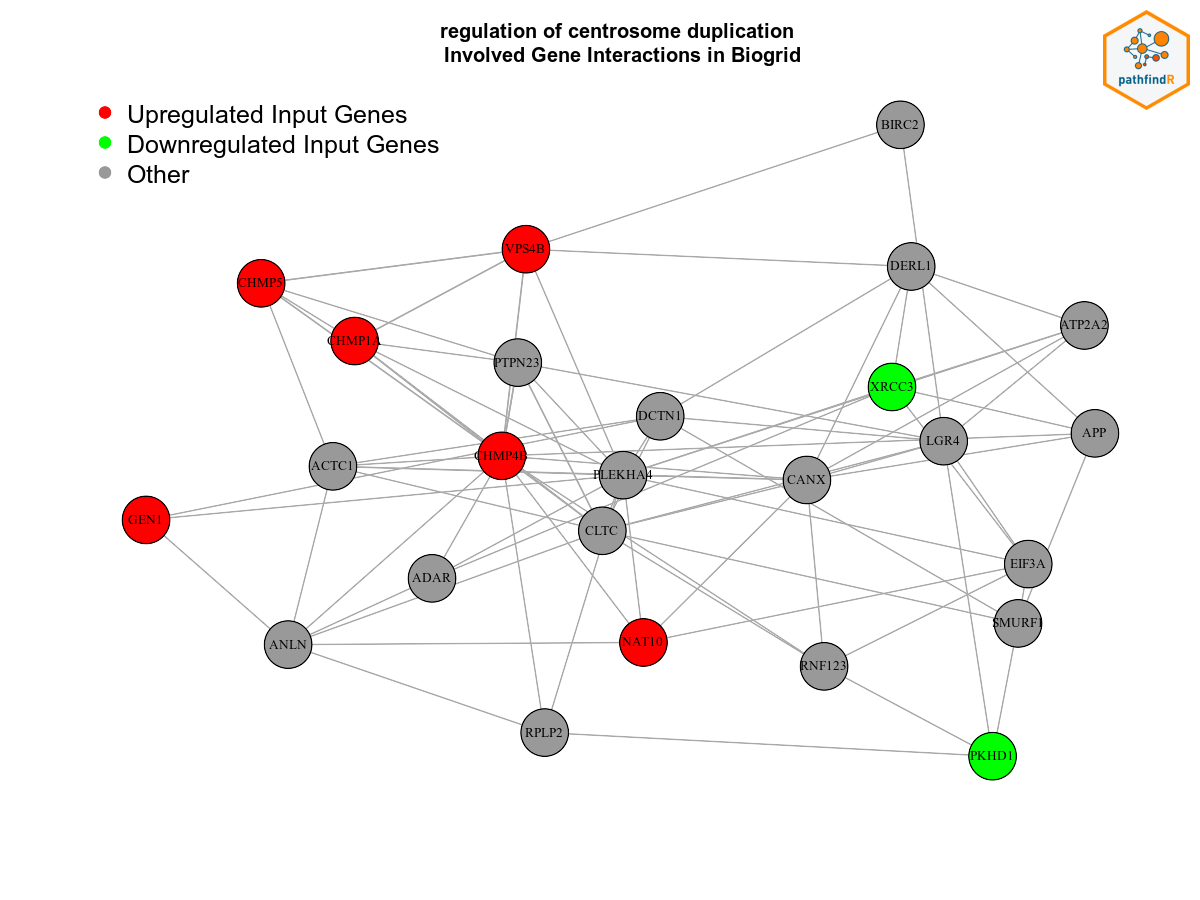 regulation of centrosome duplication
Involved Gene Interactions in Biogrid
pathfindR
Upregulated Input Genes
Downregulated Input Genes
Other
BIRC2
VPS4B
DERL1
CHMP5
ATP2A2
CHMP1A
PTPN23
XRCC3
DCTN1
APP
LGR4
CHMP4B
ACTC1
PLEKHA4
CANX
GEN1
CLTC
EIF3A
ADAR
SMURF1
ANLN
NAT10
RNF123
RPLP2
PKHD1